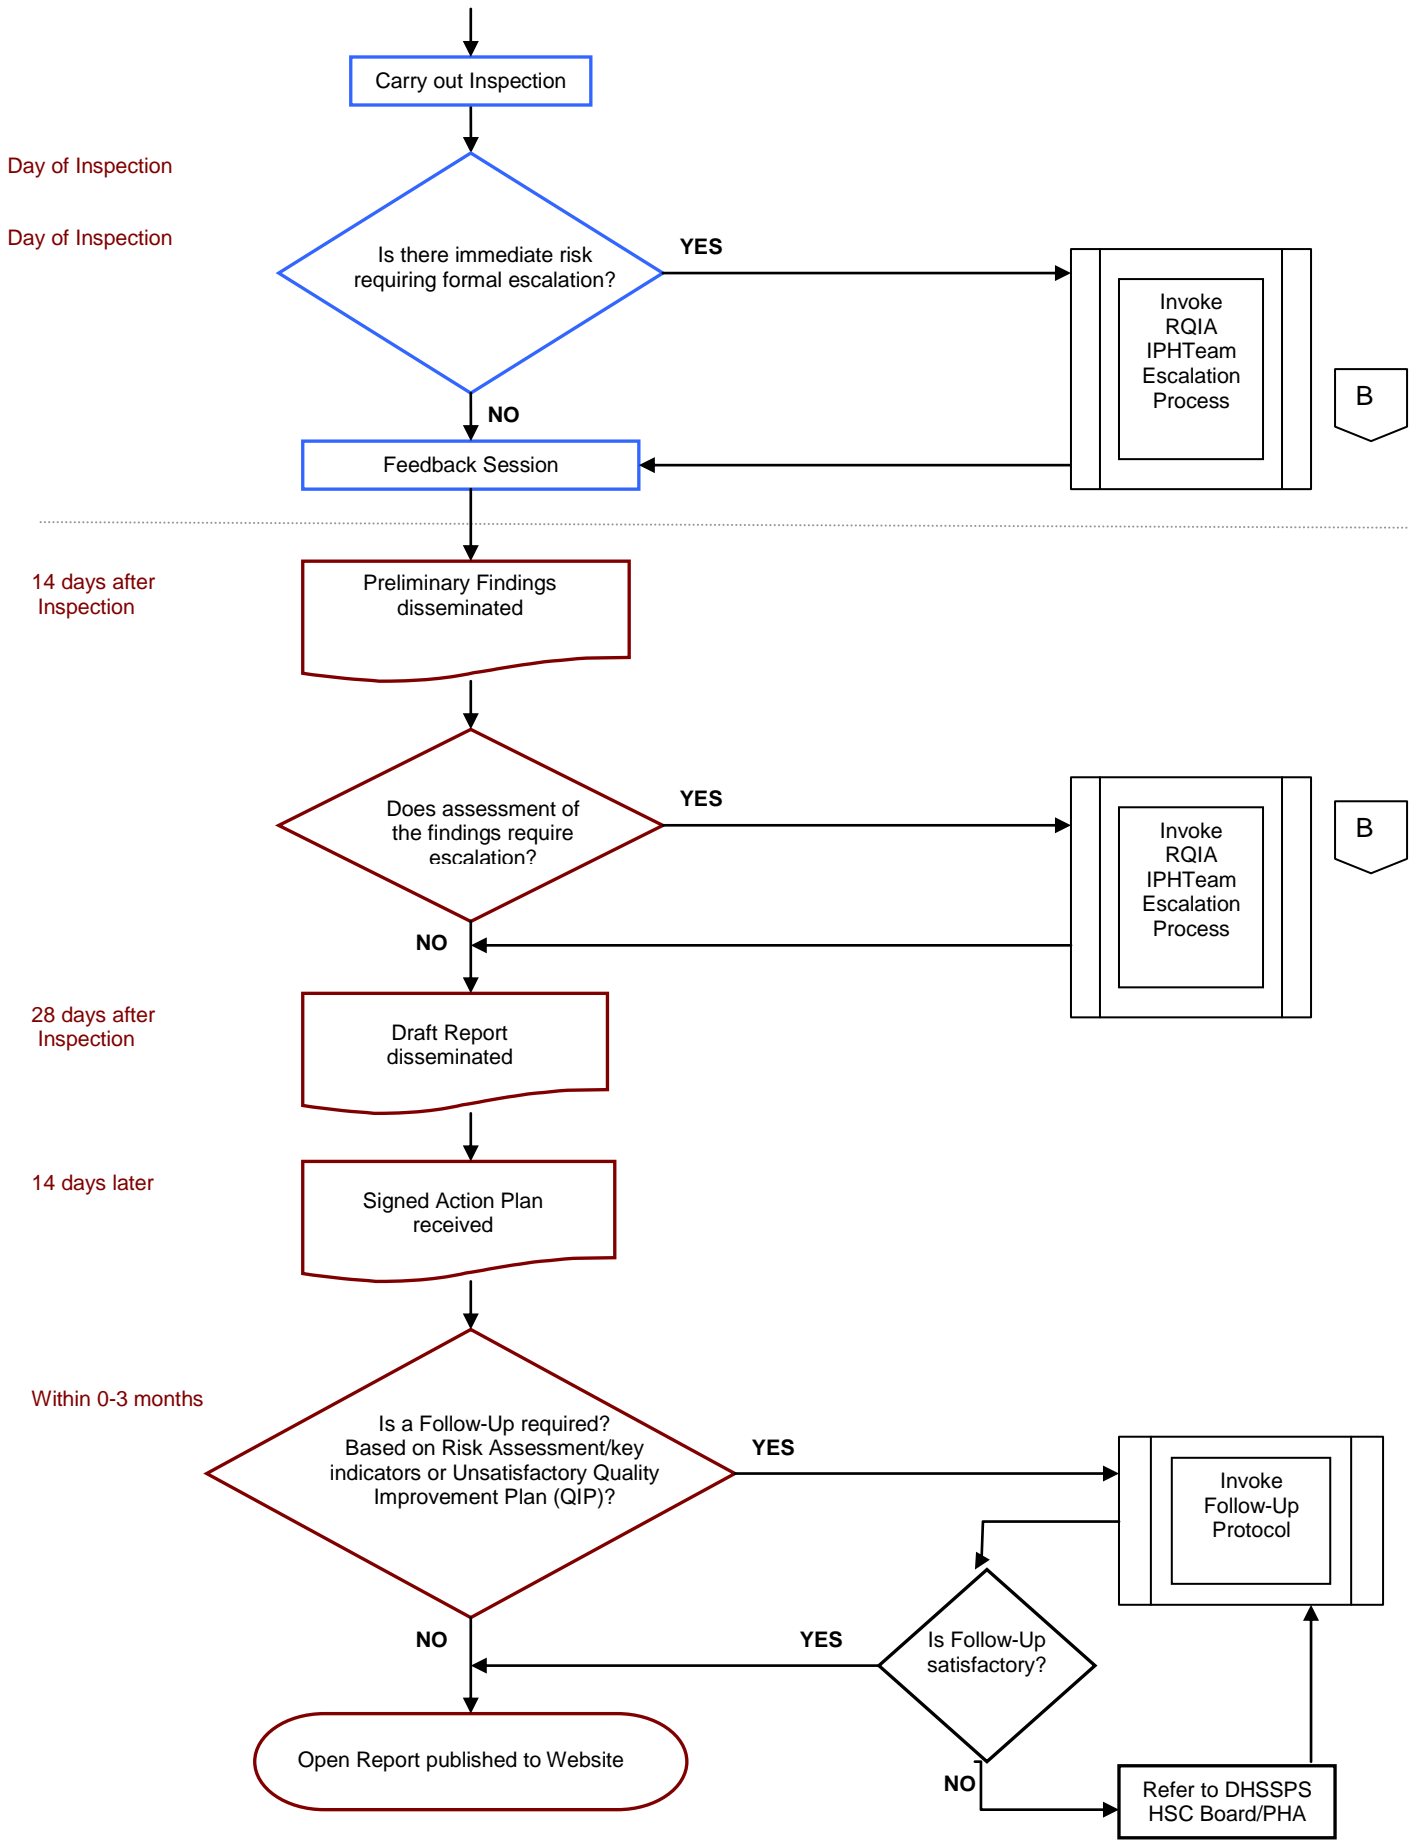 Carry out Inspection
Day of Inspection
Day of Inspection
Is there immediate risk
requiring formal escalation?
YES
Invoke
RQIA
IPHTeam
Escalation
Process
B
NO
Feedback Session
14 days after
Inspection
Preliminary Findings
disseminated
Does assessment of
the findings require
escalation?
YES
Invoke
RQIA
IPHTeam
Escalation
Process
B
NO
28 days after
Inspection
Draft Report
disseminated
14 days later
Signed Action Plan
received
Within 0-3 months
Is a Follow-Up required?
Based on Risk Assessment/key
indicators or Unsatisfactory Quality
Improvement Plan (QIP)?
YES
Invoke
Follow-Up
Protocol
NO
YES
Is Follow-Up
satisfactory?
Open Report published to Website
NO
Refer to DHSSPS
HSC Board/PHA